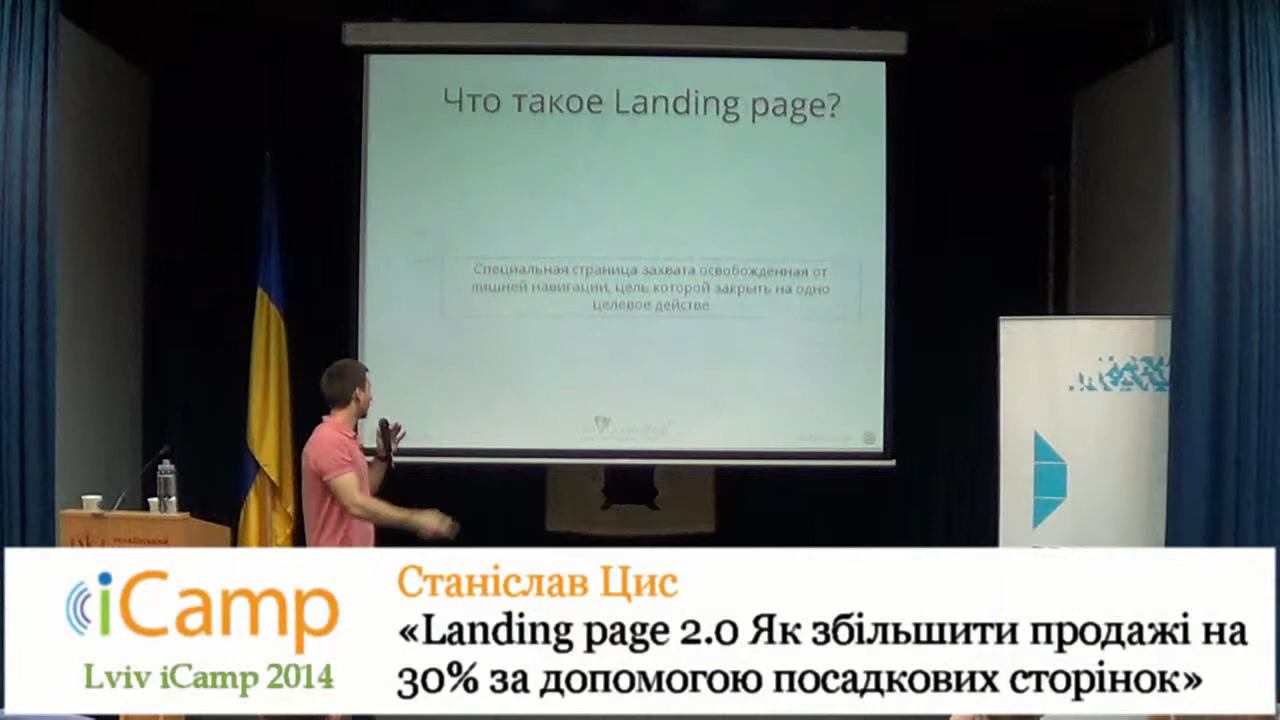 Что такое Landing page?
Специальная страница захвата освобожденная от
лишней навигации, цель которой закрыть на одно
целевое действе
iCamp
Lviv iCamp 2014
Станіслав Цис
«Landing page 2.0 Як збільшити продажі на
30% за допомогою посадкових сторінок»